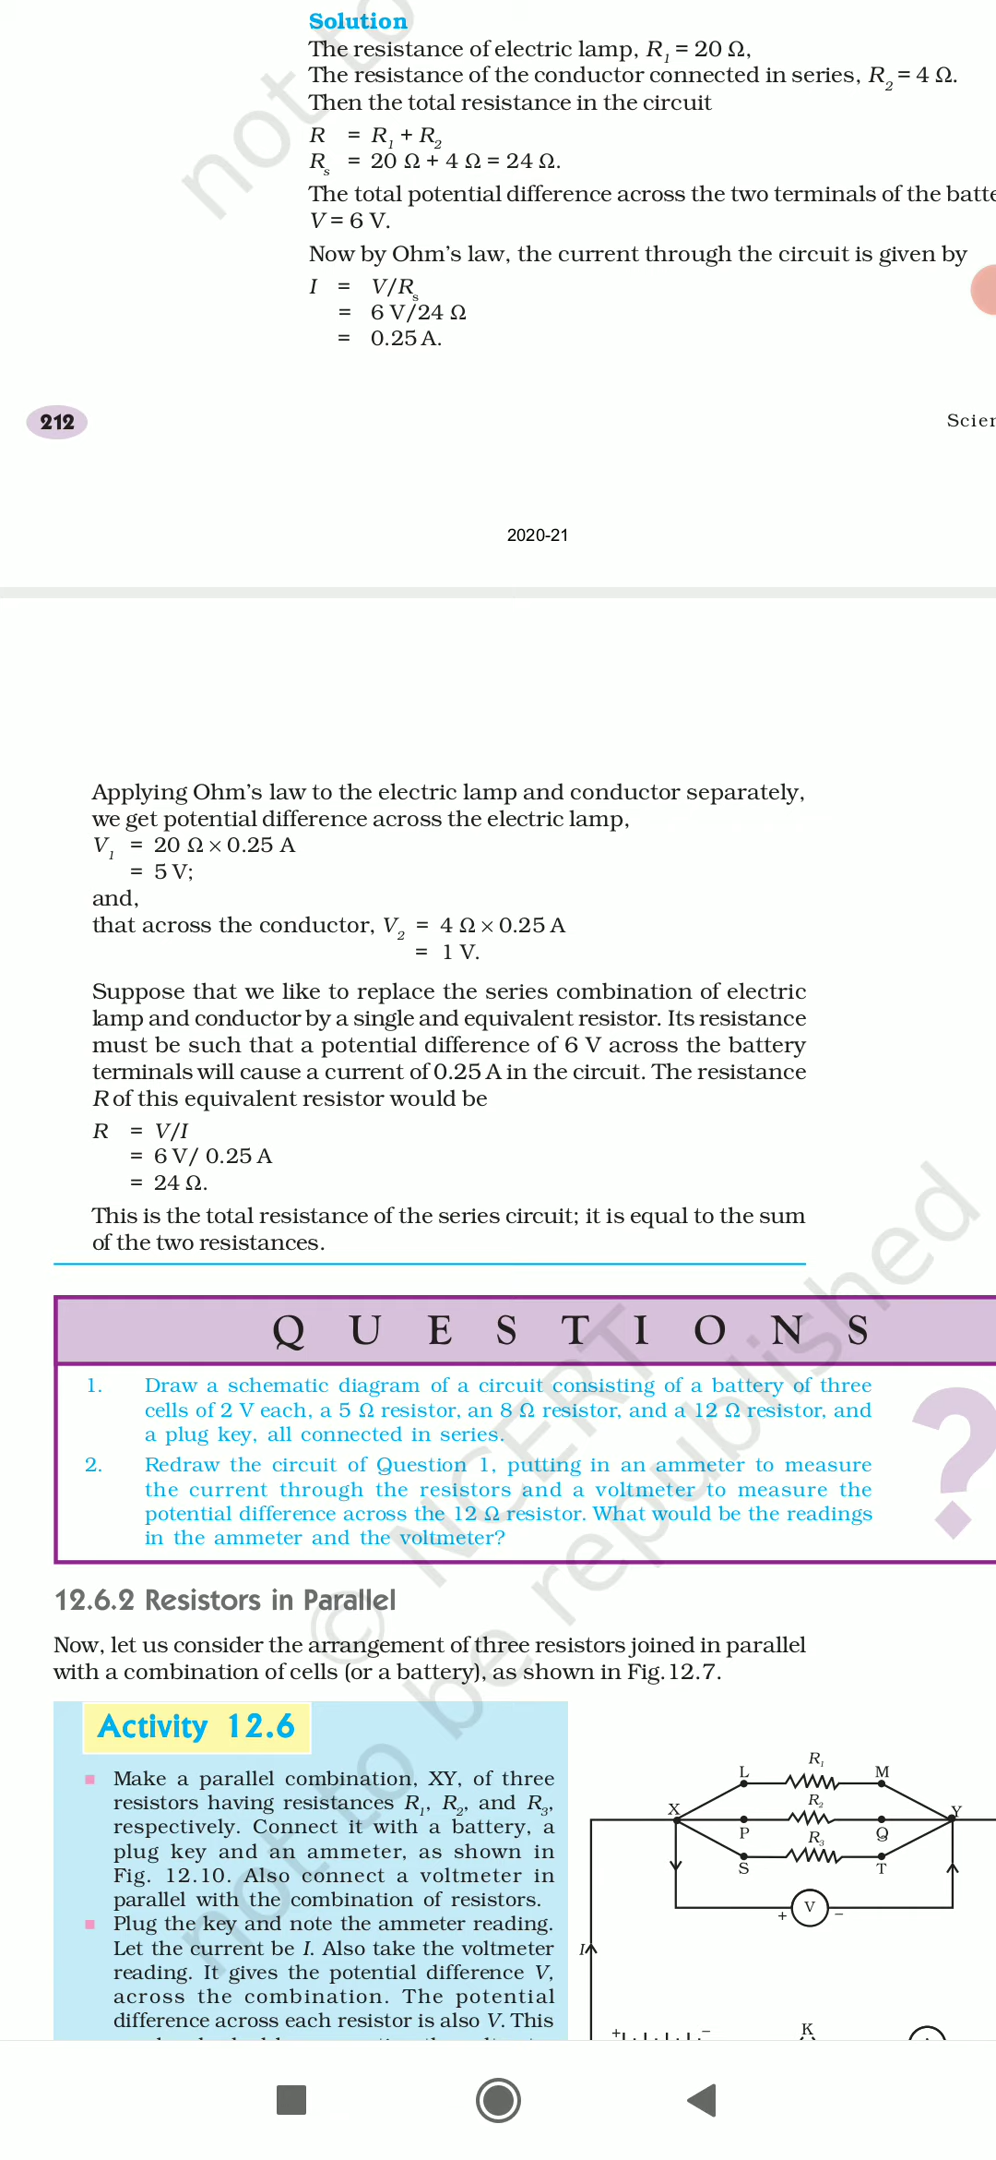 Solution
The resistance of electric lamp, R₁ = 20 Ω,
The resistance of the conductor connected in series, R₂ = 4 Ω.
Then the total resistance in the circuit
R = R₁ + R₂
Rₛ = 20 Ω + 4 Ω = 24 Ω.
The total potential difference across the two terminals of the batte
V = 6 V.
Now by Ohm's law, the current through the circuit is given by
I = V/Rₛ
= 6 V/24 Ω
= 0.25 A.
212
Scien
2020-21
Applying Ohm's law to the electric lamp and conductor separately,
we get potential difference across the electric lamp,
V₁ = 20 Ω × 0.25 A
= 5 V;
and,
that across the conductor, V₂ = 4 Ω × 0.25 A
= 1 V.
Suppose that we like to replace the series combination of electric
lamp and conductor by a single and equivalent resistor. Its resistance
must be such that a potential difference of 6 V across the battery
terminals will cause a current of 0.25 A in the circuit. The resistance
R of this equivalent resistor would be
R = V/I
= 6 V/ 0.25 A
= 24 Ω.
This is the total resistance of the series circuit; it is equal to the sum
of the two resistances.
QUESTIONS
1. Draw a schematic diagram of a circuit consisting of a battery of three
cells of 2 V each, a 5 Ω resistor, an 8 Ω resistor, and a 12 Ω resistor, and
a plug key, all connected in series.
2. Redraw the circuit of Question 1, putting in an ammeter to measure
the current through the resistors and a voltmeter to measure the
potential difference across the 12 Ω resistor. What would be the readings
in the ammeter and the voltmeter?
?
12.6.2 Resistors in Parallel
Now, let us consider the arrangement of three resistors joined in parallel
with a combination of cells (or a battery), as shown in Fig.12.7.
Activity 12.6
Make a parallel combination, XY, of three
resistors having resistances R₁, R₂, and R₃,
respectively. Connect it with a battery, a
plug key and an ammeter, as shown in
Fig. 12.10. Also connect a voltmeter in
parallel with the combination of resistors.
Plug the key and note the ammeter reading.
Let the current be I. Also take the voltmeter
reading. It gives the potential difference V,
across the combination. The potential
difference across each resistor is also V. This
R₁
L M
R₂
X Y
P Q
R₃
S T
V
+ −
I
+ −
K
not to
© NCERT
not to be republished